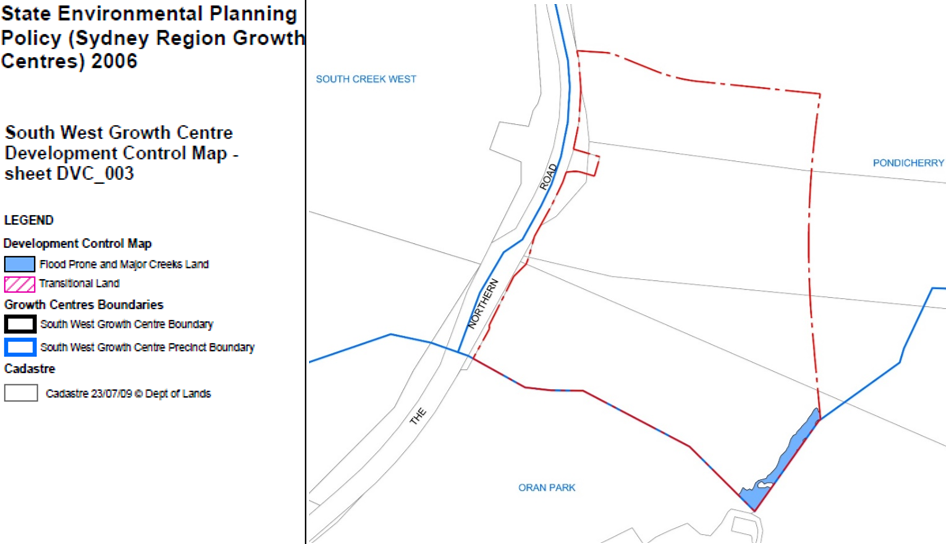 State Environmental Planning
Policy (Sydney Region Growth
Centres) 2006
South West Growth Centre
Development Control Map -
sheet DVC_003
LEGEND
Development Control Map
Flood Prone and Major Creeks Land
Transitional Land
Growth Centres Boundaries
South West Growth Centre Boundary
South West Growth Centre Precinct Boundary
Cadastre
Cadastre 23/07/09 © Dept of Lands
SOUTH CREEK WEST
PONDICHERRY
THE NORTHERN ROAD
ORAN PARK